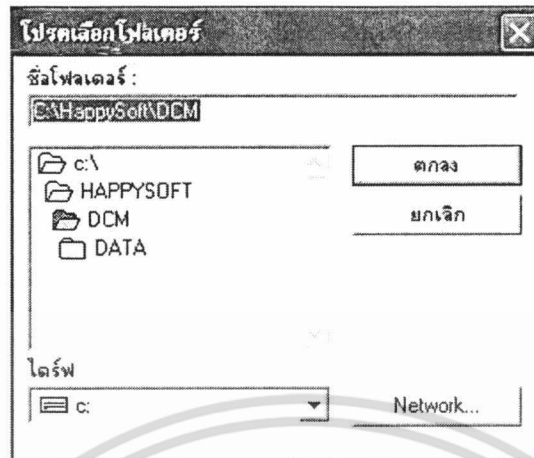 โปรดเลือกโฟลเดอร์
ชื่อโฟลเดอร์ :
C:\HappySoft\DCM
c:\
HAPPYSOFT
DCM
DATA
ตกลง
ยกเลิก
ไดร์ฟ
c:
Network...